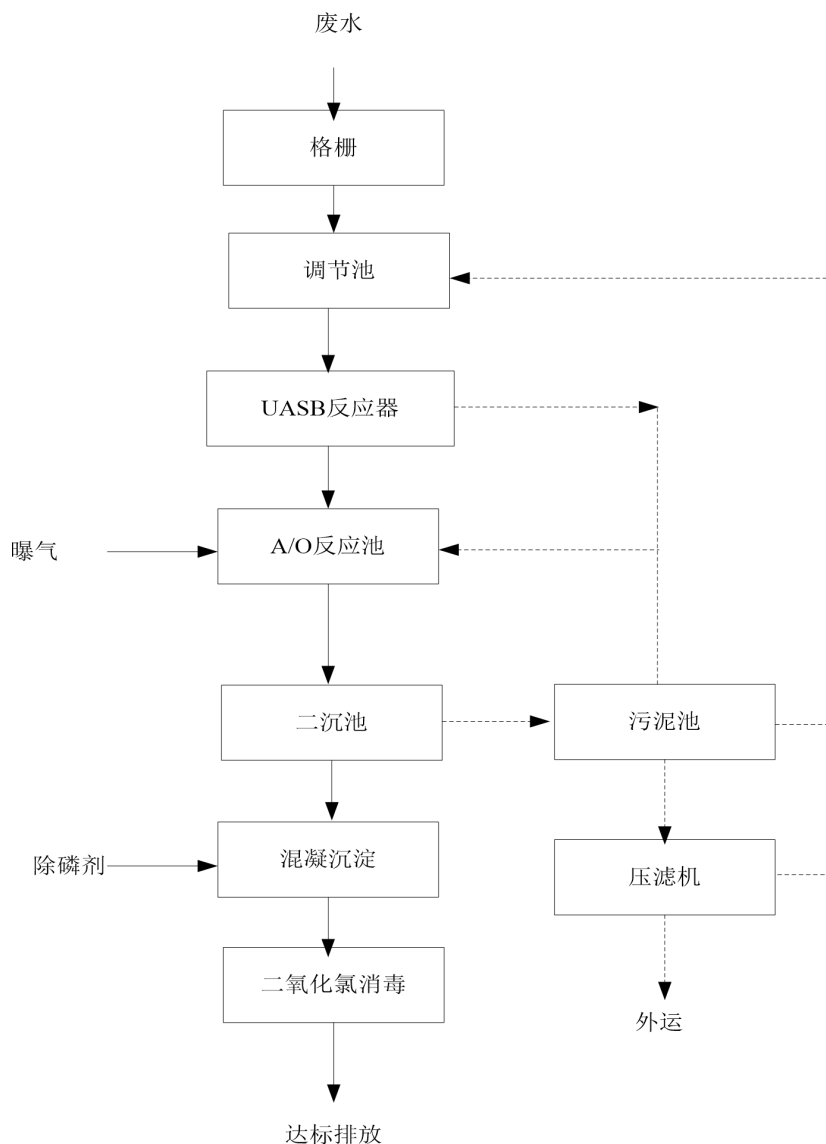 废水
格栅
调节池
UASB反应器
曝气
A/O反应池
二沉池
污泥池
除磷剂
混凝沉淀
压滤机
二氧化氯消毒
外运
达标排放